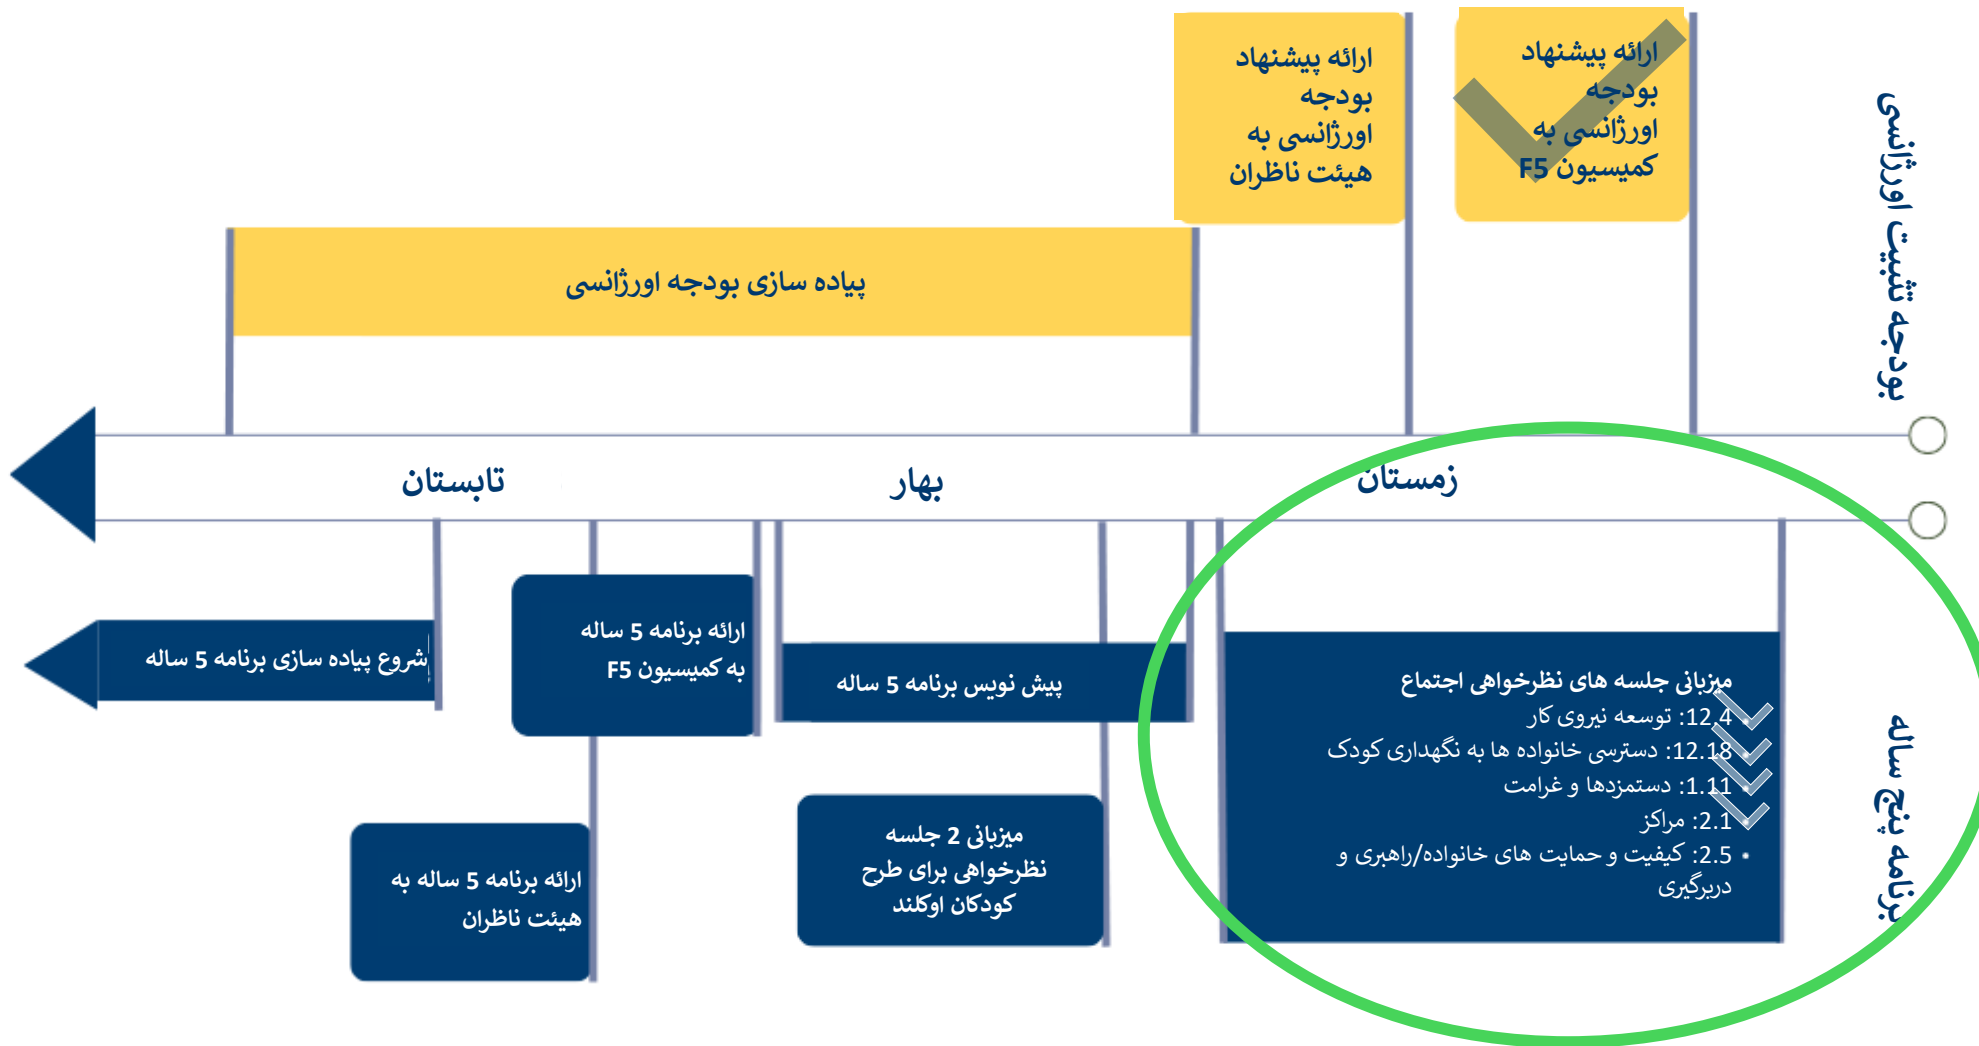 بودجه تثبیت اورژانسی
ارائه پیشنهاد
بودجه
اورژانسی به
کمیسیون F5
ارائه پیشنهاد
بودجه
اورژانسی به
هیئت ناظران
پیاده سازی بودجه اورژانسی
زمستان
بهار
تابستان
برنامه پنج ساله
میزبانی جلسه های نظرخواهی اجتماع
• 12.4: توسعه نیروی کار
• 12.18: دسترسی خانواده ها به نگهداری کودک
• 1.11: دستمزدها و غرامت
• 2.1: مراکز
• 2.5: کیفیت و حمایت های خانواده/راهبری و
دربرگیری
پیش نویس برنامه 5 ساله
میزبانی 2 جلسه
نظرخواهی برای طرح
کودکان اوکلند
ارائه برنامه 5 ساله
به کمیسیون F5
ارائه برنامه 5 ساله به
هیئت ناظران
شروع پیاده سازی برنامه 5 ساله